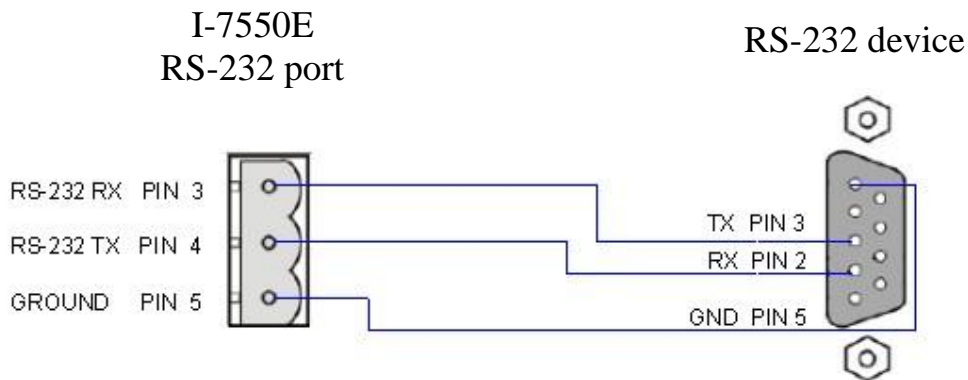 I-7550E
RS-232 port
RS-232 device
RS-232 RX PIN 3
RS-232 TX PIN 4
GROUND PIN 5
TX PIN 3
RX PIN 2
GND PIN 5